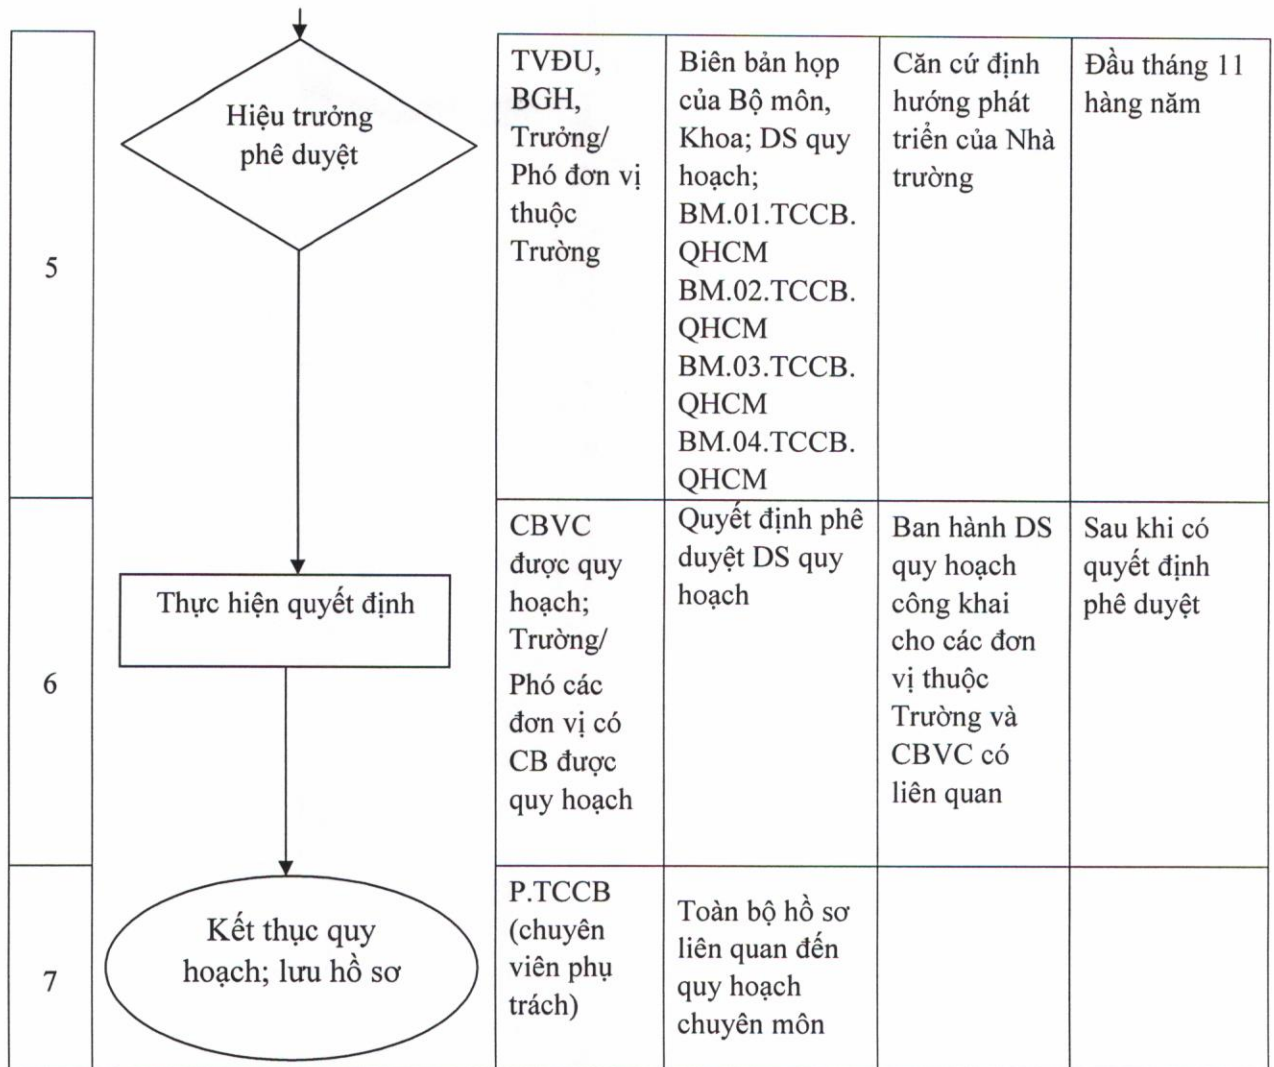 5
Hiệu trưởng
phê duyệt
TVĐU,
BGH,
Trưởng/
Phó đơn vị
thuộc
Trường
Biên bản họp
của Bộ môn,
Khoa; DS quy
hoạch;
BM.01.TCCB.
QHCM
BM.02.TCCB.
QHCM
BM.03.TCCB.
QHCM
BM.04.TCCB.
QHCM
Căn cứ định
hướng phát
triển của Nhà
trường
Đầu tháng 11
hàng năm
6
Thực hiện quyết định
CBVC
được quy
hoạch;
Trường/
Phó các
đơn vị có
CB được
quy hoạch
Quyết định phê
duyệt DS quy
hoạch
Ban hành DS
quy hoạch
công khai
cho các đơn
vị thuộc
Trường và
CBVC có
liên quan
Sau khi có
quyết định
phê duyệt
7
Kết thúc quy
hoạch; lưu hồ sơ
P.TCCB
(chuyên
viên phụ
trách)
Toàn bộ hồ sơ
liên quan đến
quy hoạch
chuyên môn